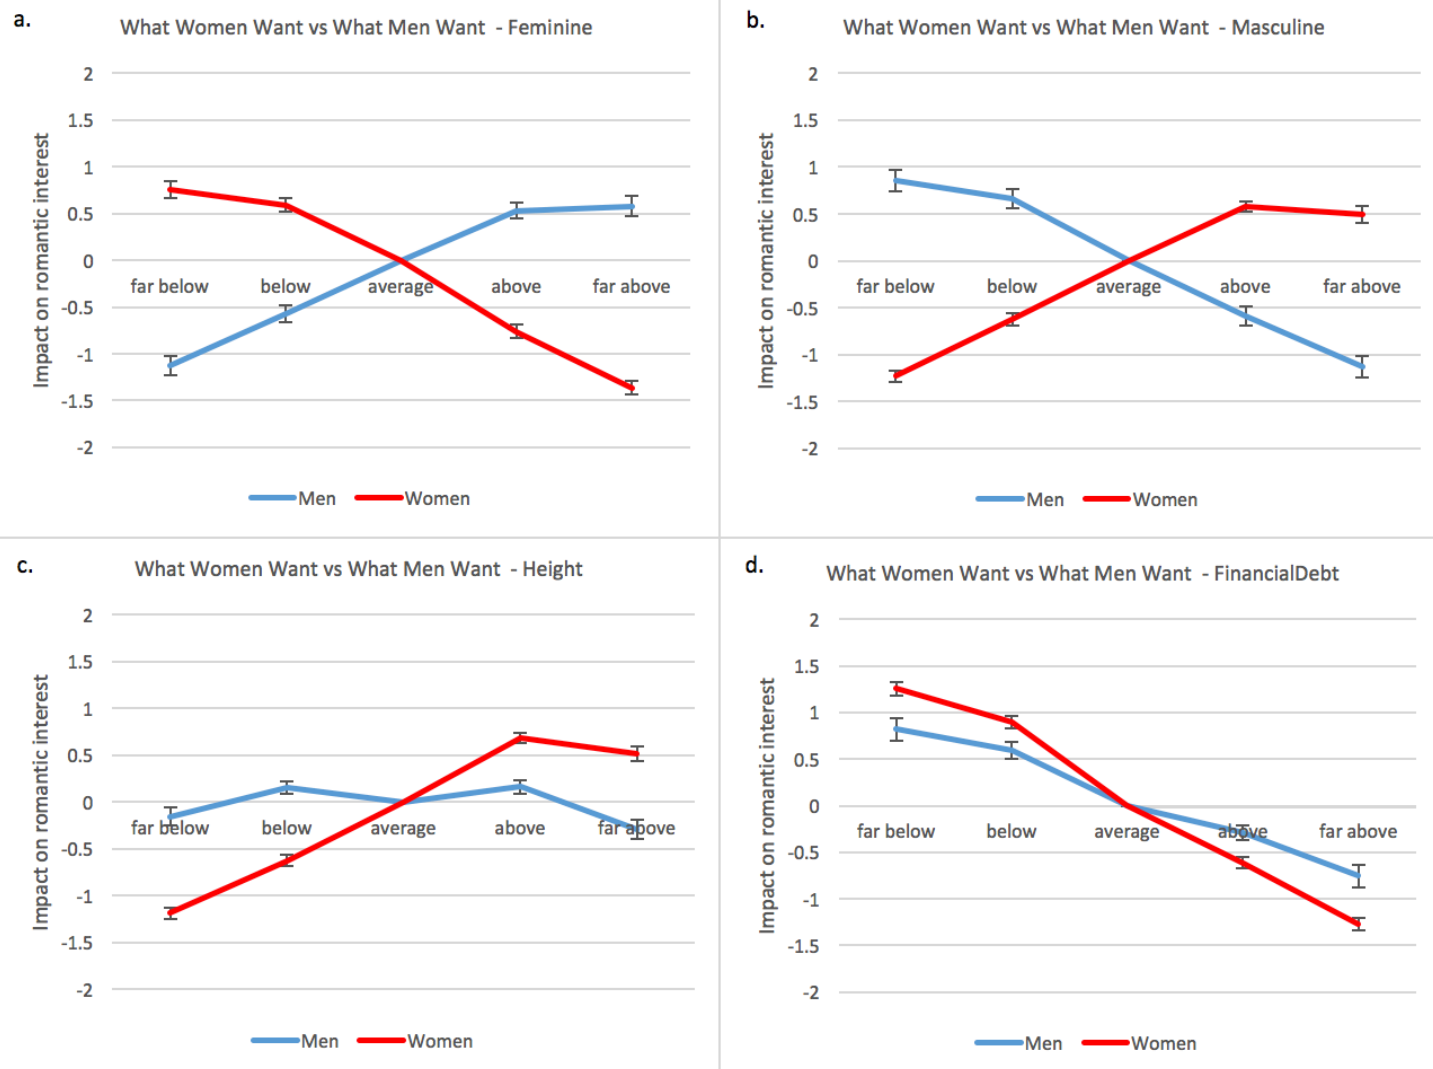 a.
What Women Want vs What Men Want - Feminine
Impact on romantic interest
2
1.5
1
0.5
0
-0.5
-1
-1.5
-2
far below below average above far above
Men Women
b.
What Women Want vs What Men Want - Masculine
Impact on romantic interest
2
1.5
1
0.5
0
-0.5
-1
-1.5
-2
far below below average above far above
Men Women
c.
What Women Want vs What Men Want - Height
Impact on romantic interest
2
1.5
1
0.5
0
-0.5
-1
-1.5
-2
far below below average above far above
Men Women
d.
What Women Want vs What Men Want - FinancialDebt
Impact on romantic interest
2
1.5
1
0.5
0
-0.5
-1
-1.5
-2
far below below average above far above
Men Women